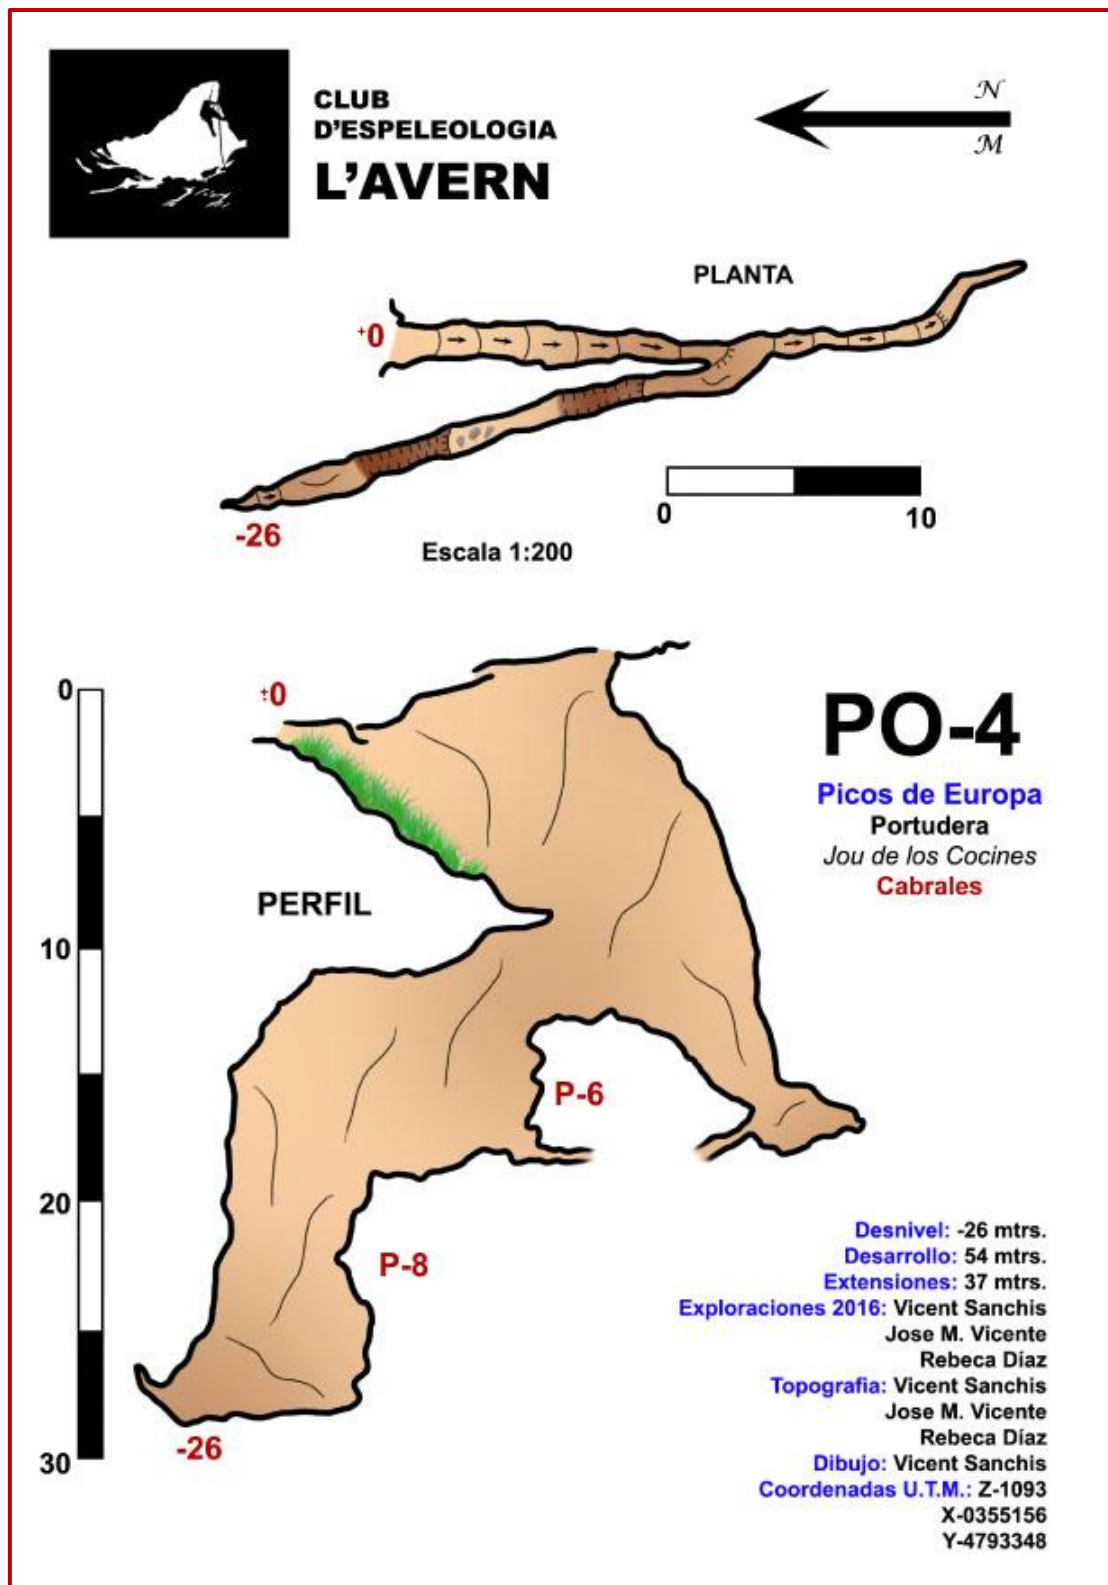 CLUB
D'ESPELEOLOGIA
L'AVERN
N
M
PLANTA
+0
0
10
-26
Escala 1:200
0
±0
PO-4
Picos de Europa
Portudera
Jou de los Cocines
Cabrales
PERFIL
10
P-6
20
P-8
Desnivel: -26 mtrs.
Desarrollo: 54 mtrs.
Extensiones: 37 mtrs.
Exploraciones 2016: Vicent Sanchis
Jose M. Vicente
Rebeca Díaz
Topografia: Vicent Sanchis
Jose M. Vicente
Rebeca Díaz
-26
30
Dibujo: Vicent Sanchis
Coordenadas U.T.M.: Z-1093
X-0355156
Y-4793348